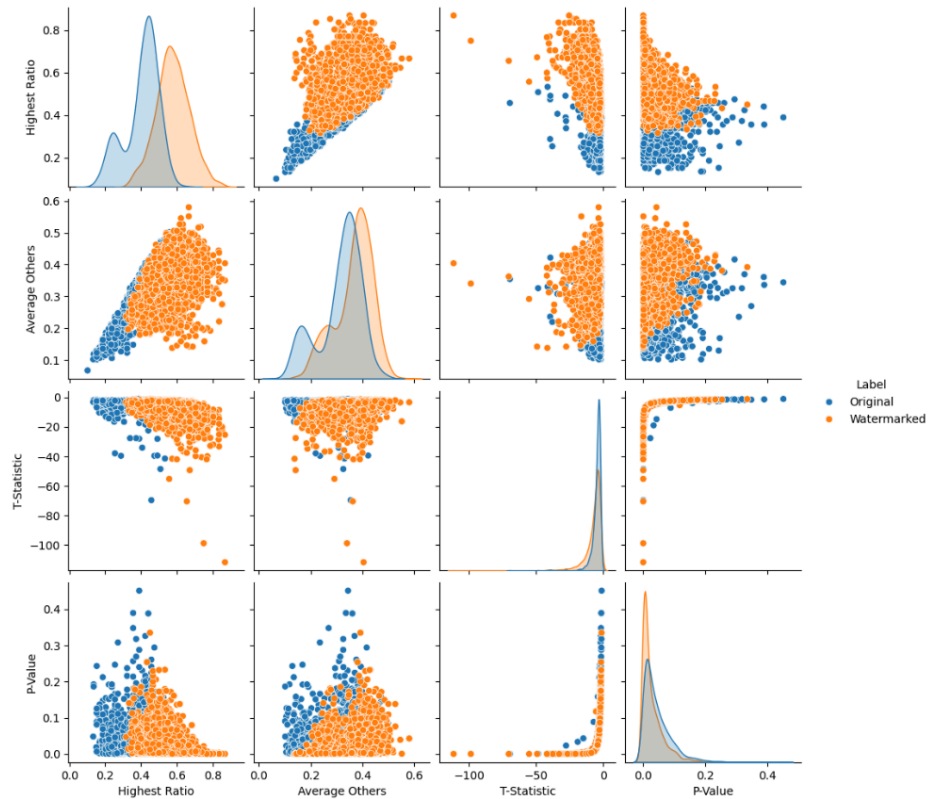 0.8
0.6
0.4
0.2
Highest Ratio
0.6
0.5
0.4
0.3
0.2
0.1
Average Others
Label
Original
Watermarked
0
−20
−40
−60
−80
−100
T-Statistic
0.4
0.3
0.2
0.1
0.0
P-Value
0.0 0.2 0.4 0.6 0.8
Highest Ratio
0.0 0.2 0.4 0.6
Average Others
−100 −50 0
T-Statistic
0.0 0.2 0.4
P-Value